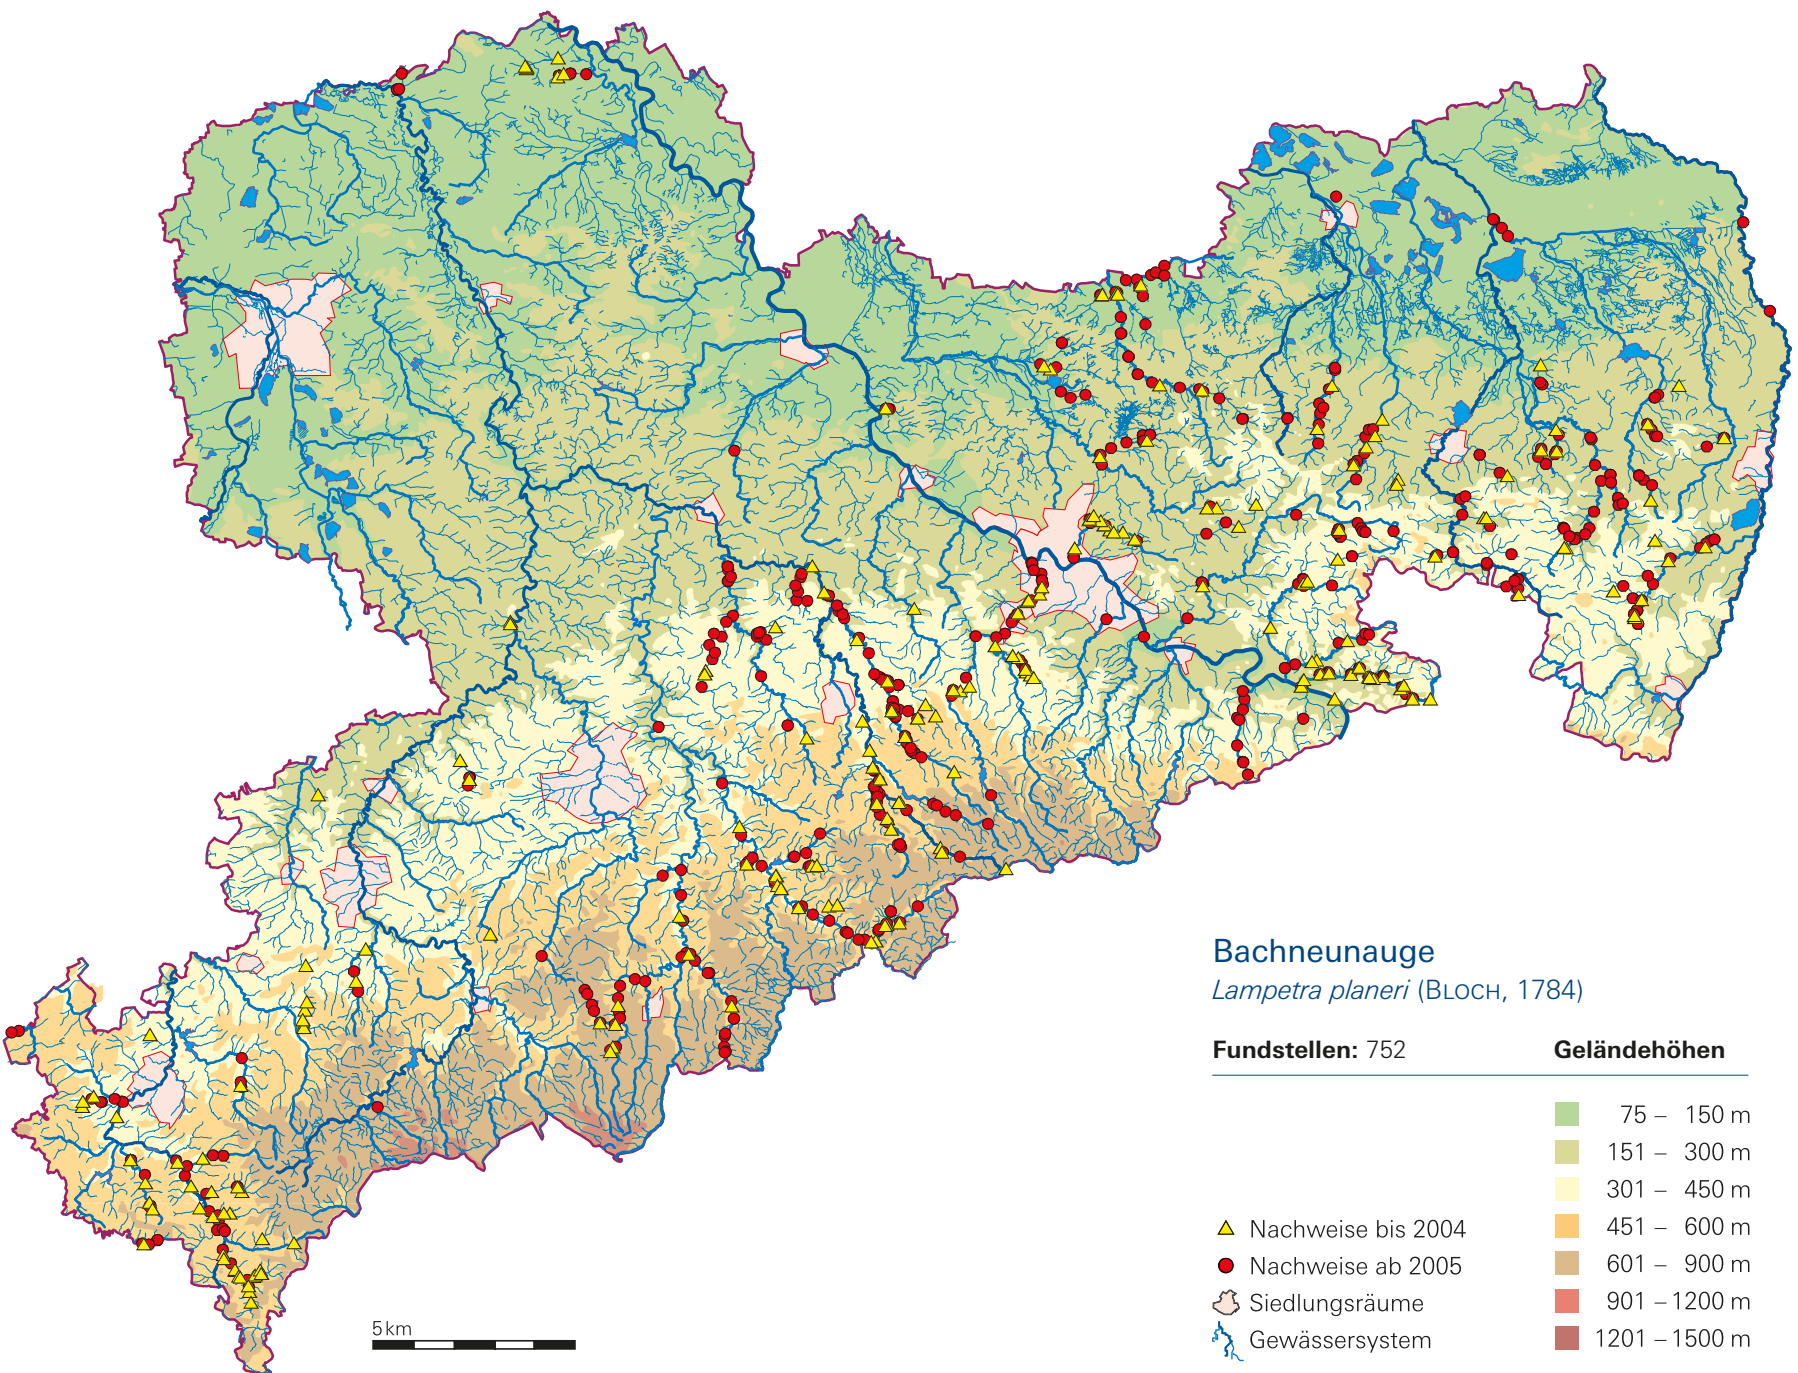 Bachneunauge
Lampetra planeri (BLOCH, 1784)
Fundstellen: 752
Geländehöhen
75 – 150 m
151 – 300 m
301 – 450 m
451 – 600 m
601 – 900 m
901 – 1200 m
1201 – 1500 m
Nachweise bis 2004
Nachweise ab 2005
Siedlungsräume
Gewässersystem
5 km